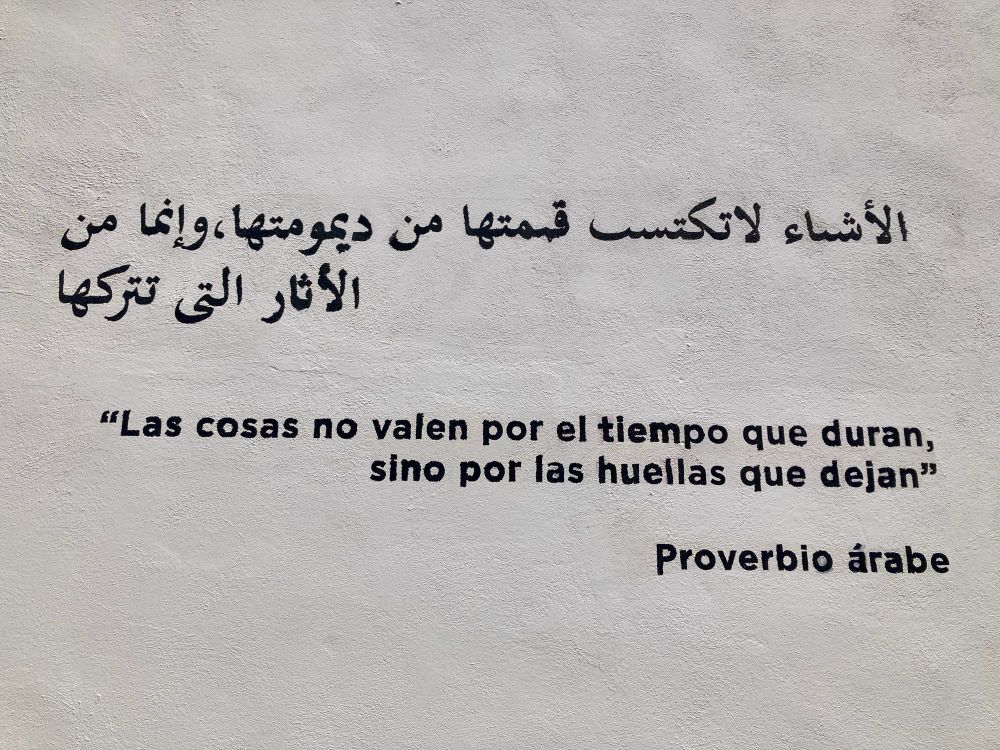 الأشياء لاتكتسب قيمتها من ديمومتها،وإنما من
الأثار التى تتركها
“Las cosas no valen por el tiempo que duran,
sino por las huellas que dejan”
Proverbio árabe